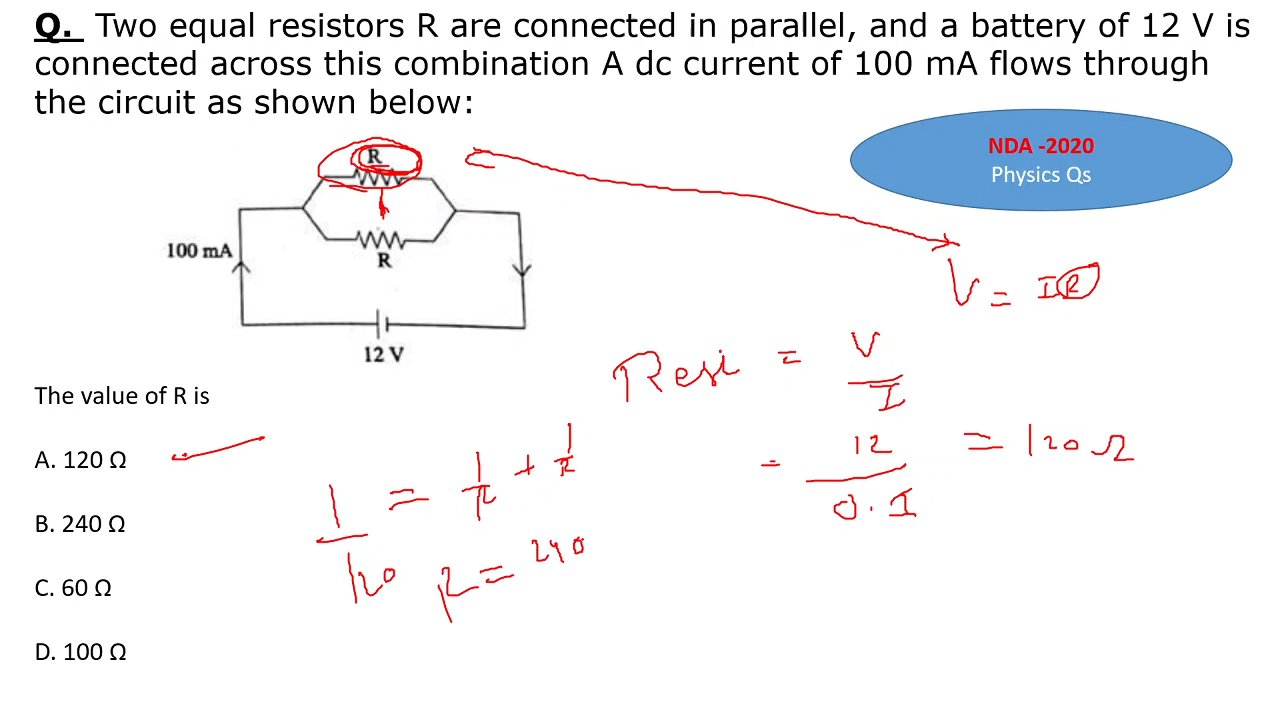 Q. Two equal resistors R are connected in parallel, and a battery of 12 V is
connected across this combination A dc current of 100 mA flows through
the circuit as shown below:
NDA -2020
Physics Qs
R
100 mA
R
12 V
V = IR
Resi = V / I
= 12 / 0.1 = 120 Ω
The value of R is
A. 120 Ω
B. 240 Ω
C. 60 Ω
D. 100 Ω
1/120 = 1/R + 1/R
R = 240